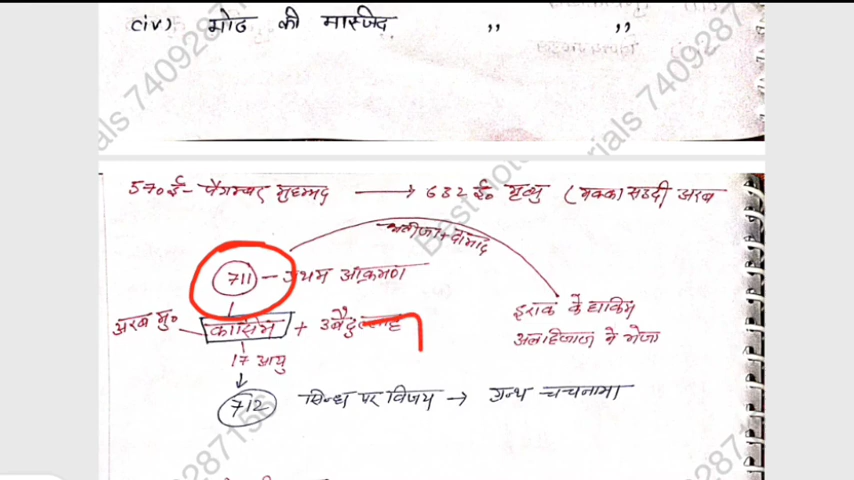 (iv) मोठ की मस्जिद ,, ,,
570 ई- पैगम्बर मुहम्मद → 632 ई० मृत्यु (मक्का सऊदी अरब
भतीजा + दामाद
711 - प्रथम आक्रमण
इराक के हाकिम
अलहिजाज ने भेजा
अरब मु० कासिम + उबैदुल्लाह
17 आयु
712 सिन्ध पर विजय → ग्रन्थ चचनामा